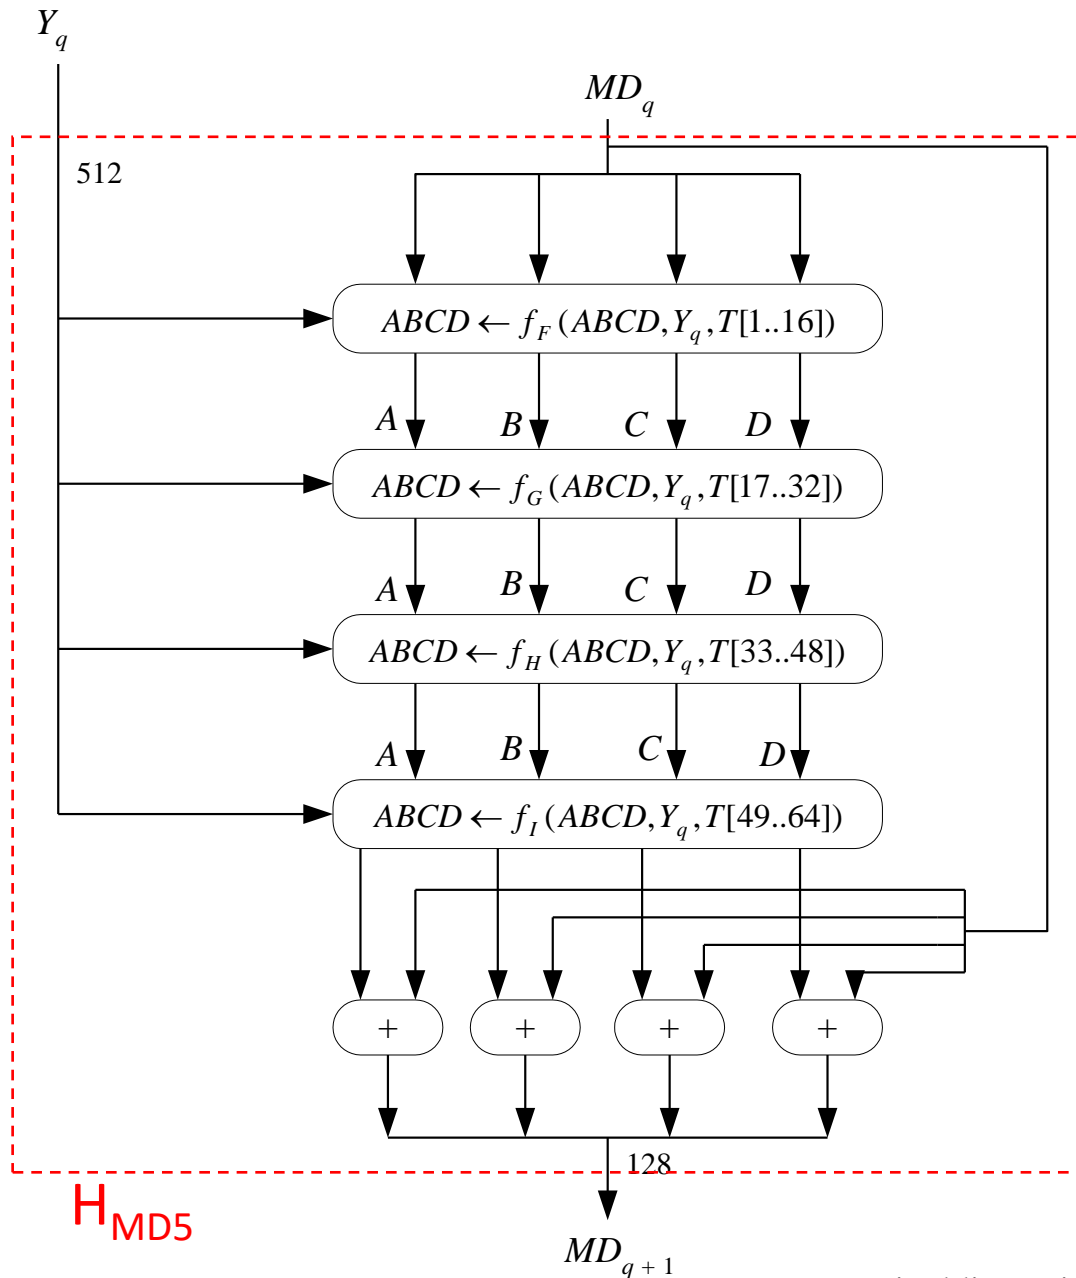 Y_q
MD_q
512
ABCD ← f_F (ABCD, Y_q, T[1..16])
A B C D
ABCD ← f_G (ABCD, Y_q, T[17..32])
A B C D
ABCD ← f_H (ABCD, Y_q, T[33..48])
A B C D
ABCD ← f_I (ABCD, Y_q, T[49..64])
+ + + +
128
H_MD5
MD_q + 1